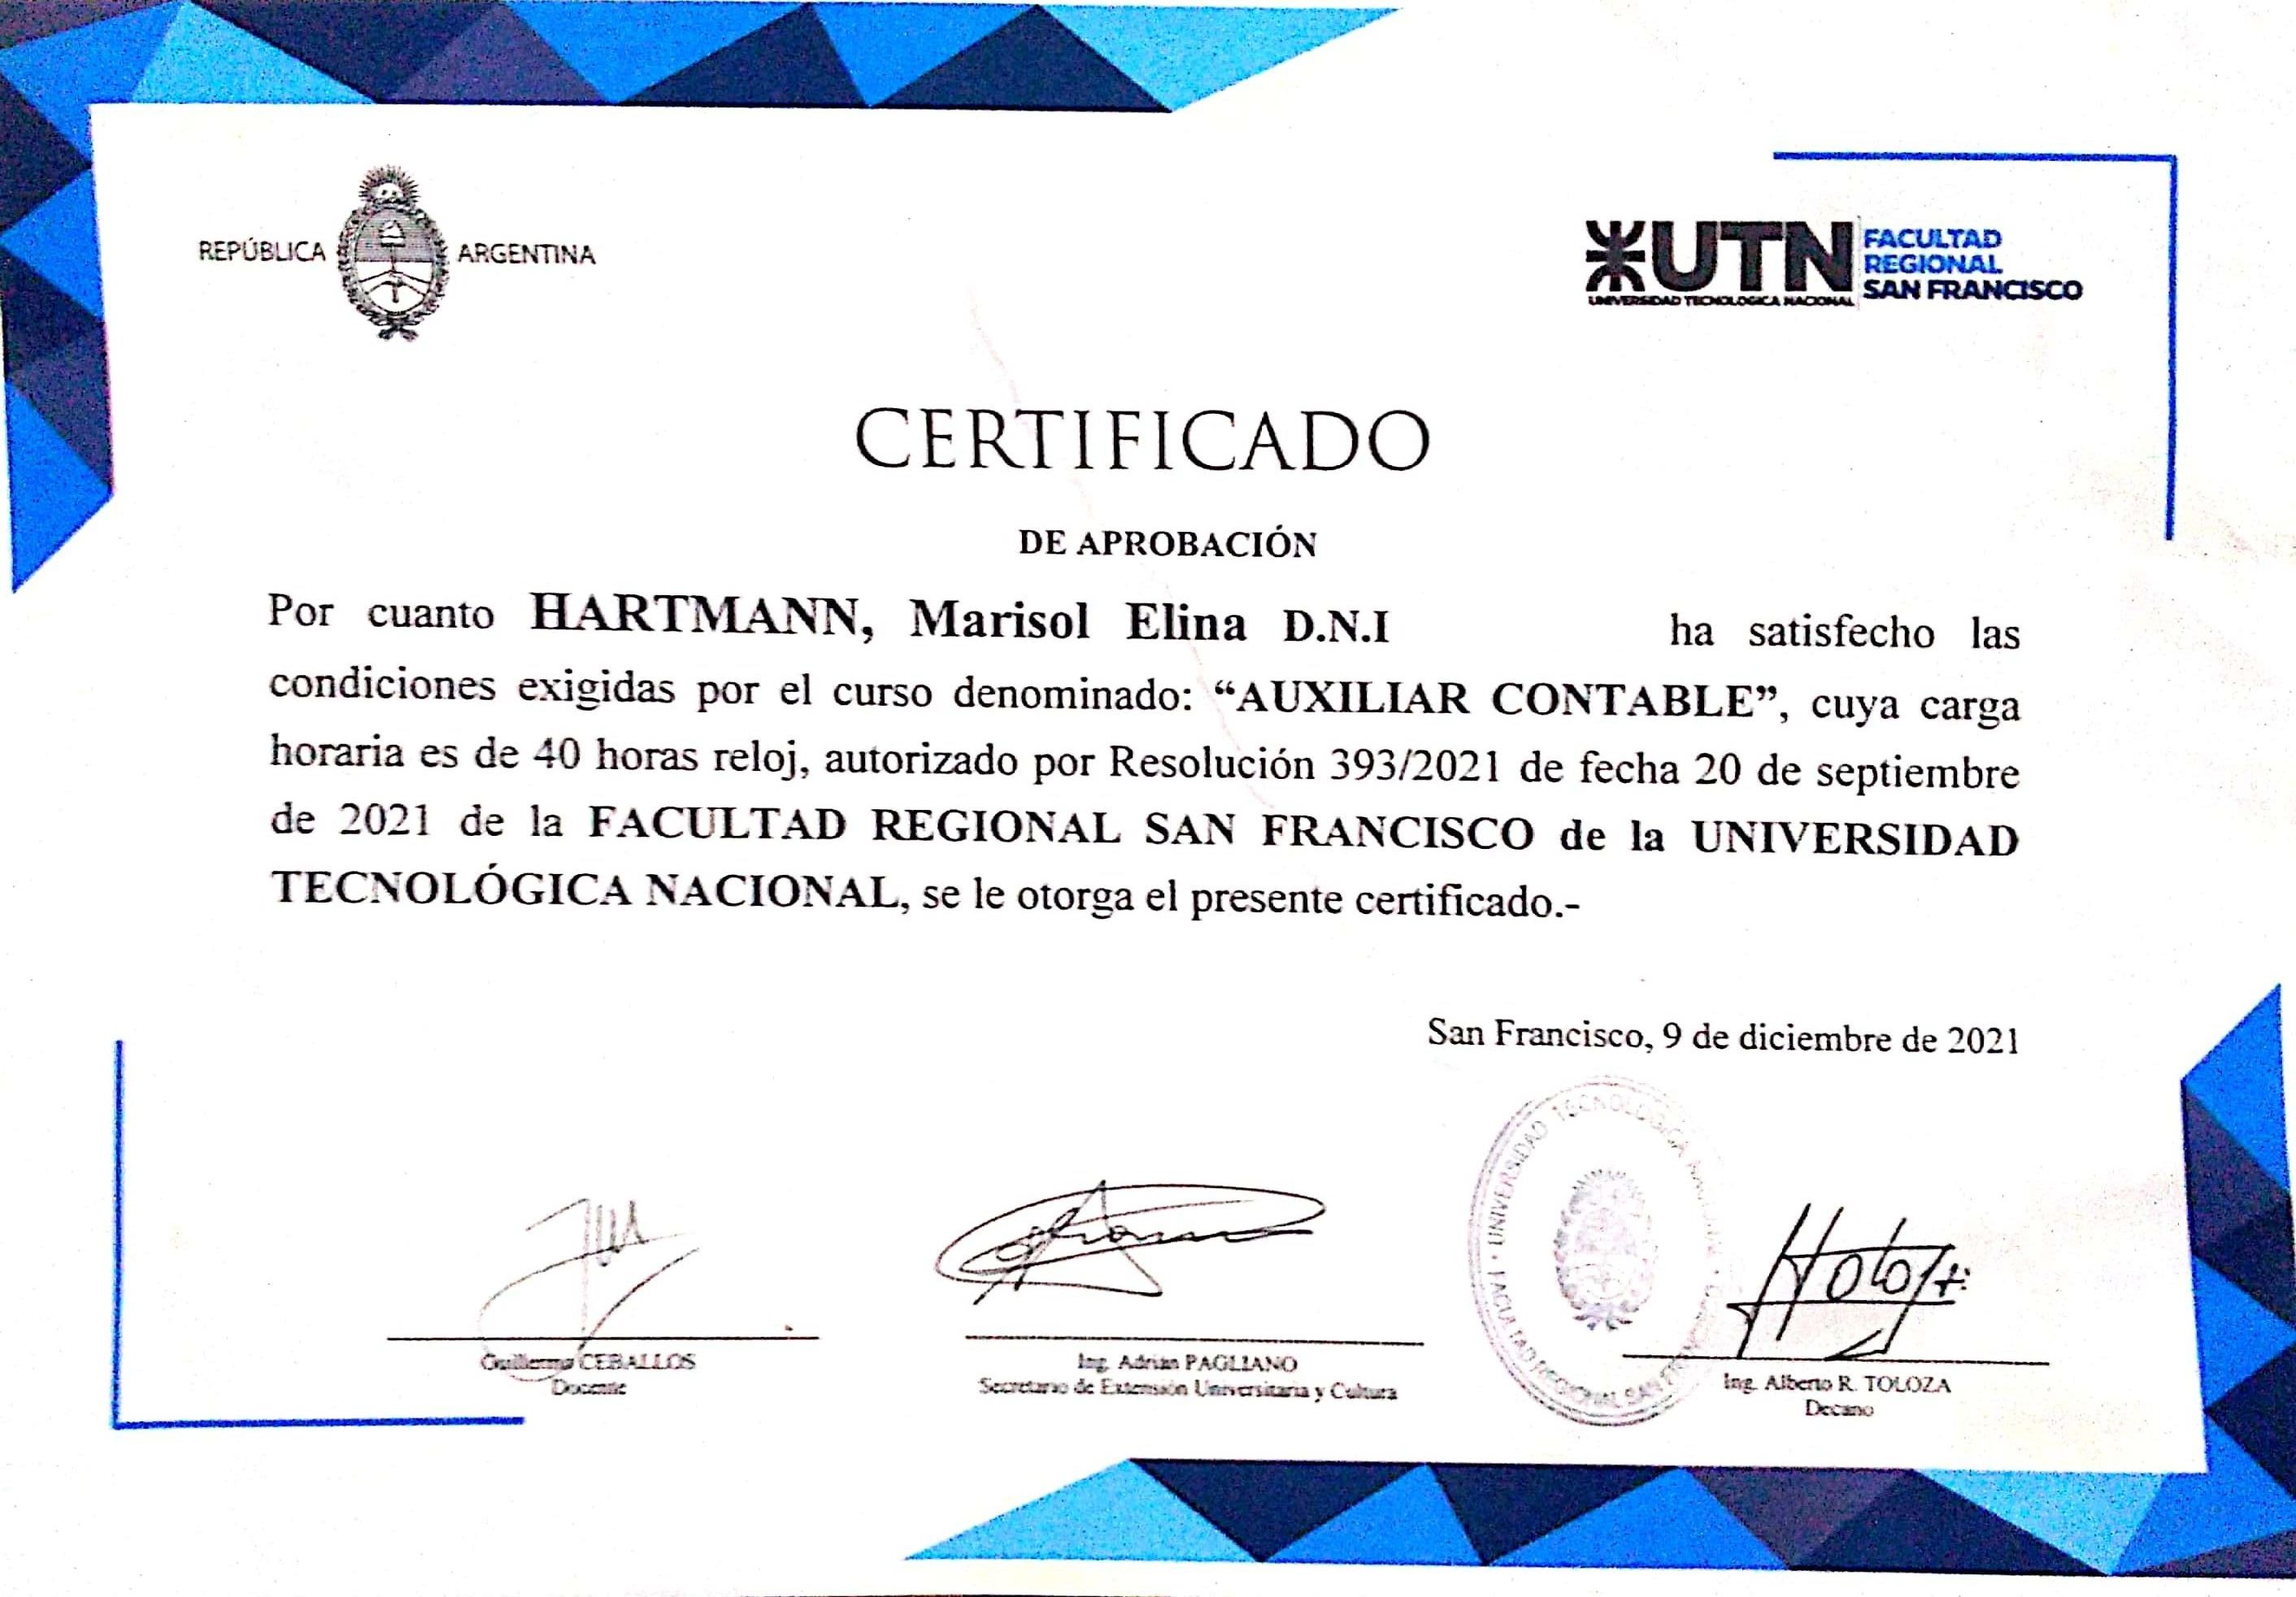 REPÚBLICA ARGENTINA
UTN
UNIVERSIDAD TECNOLOGICA NACIONAL
FACULTAD
REGIONAL
SAN FRANCISCO
CERTIFICADO
DE APROBACIÓN
Por cuanto HARTMANN, Marisol Elina D.N.I ha satisfecho las
condiciones exigidas por el curso denominado: “AUXILIAR CONTABLE”, cuya carga
horaria es de 40 horas reloj, autorizado por Resolución 393/2021 de fecha 20 de septiembre
de 2021 de la FACULTAD REGIONAL SAN FRANCISCO de la UNIVERSIDAD
TECNOLÓGICA NACIONAL, se le otorga el presente certificado.-
San Francisco, 9 de diciembre de 2021
UNIVERSIDAD TECNOLOGICA NACIONAL
FACULTAD REGIONAL SAN FRANCISCO
Guillermo CEBALLOS
Docente
Ing. Adrián PAGLIANO
Secretario de Extensión Universitaria y Cultura
Ing. Alberto R. TOLOZA
Decano